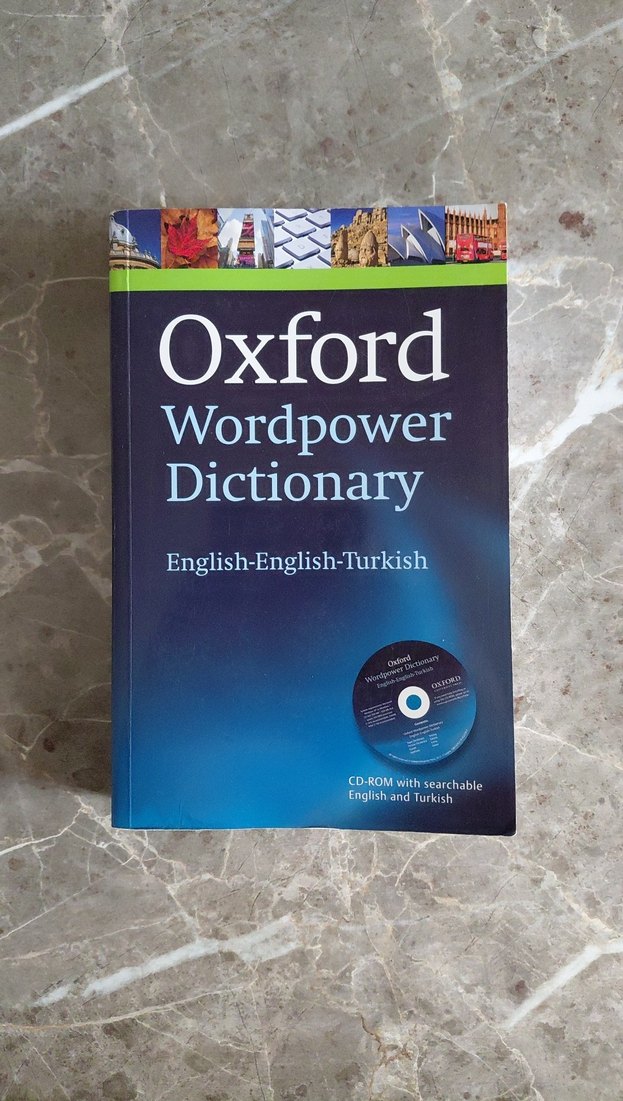 Oxford
Wordpower
Dictionary
English-English-Turkish
Oxford
Wordpower Dictionary
English-English-Turkish
OXFORD
CD-ROM with searchable
English and Turkish